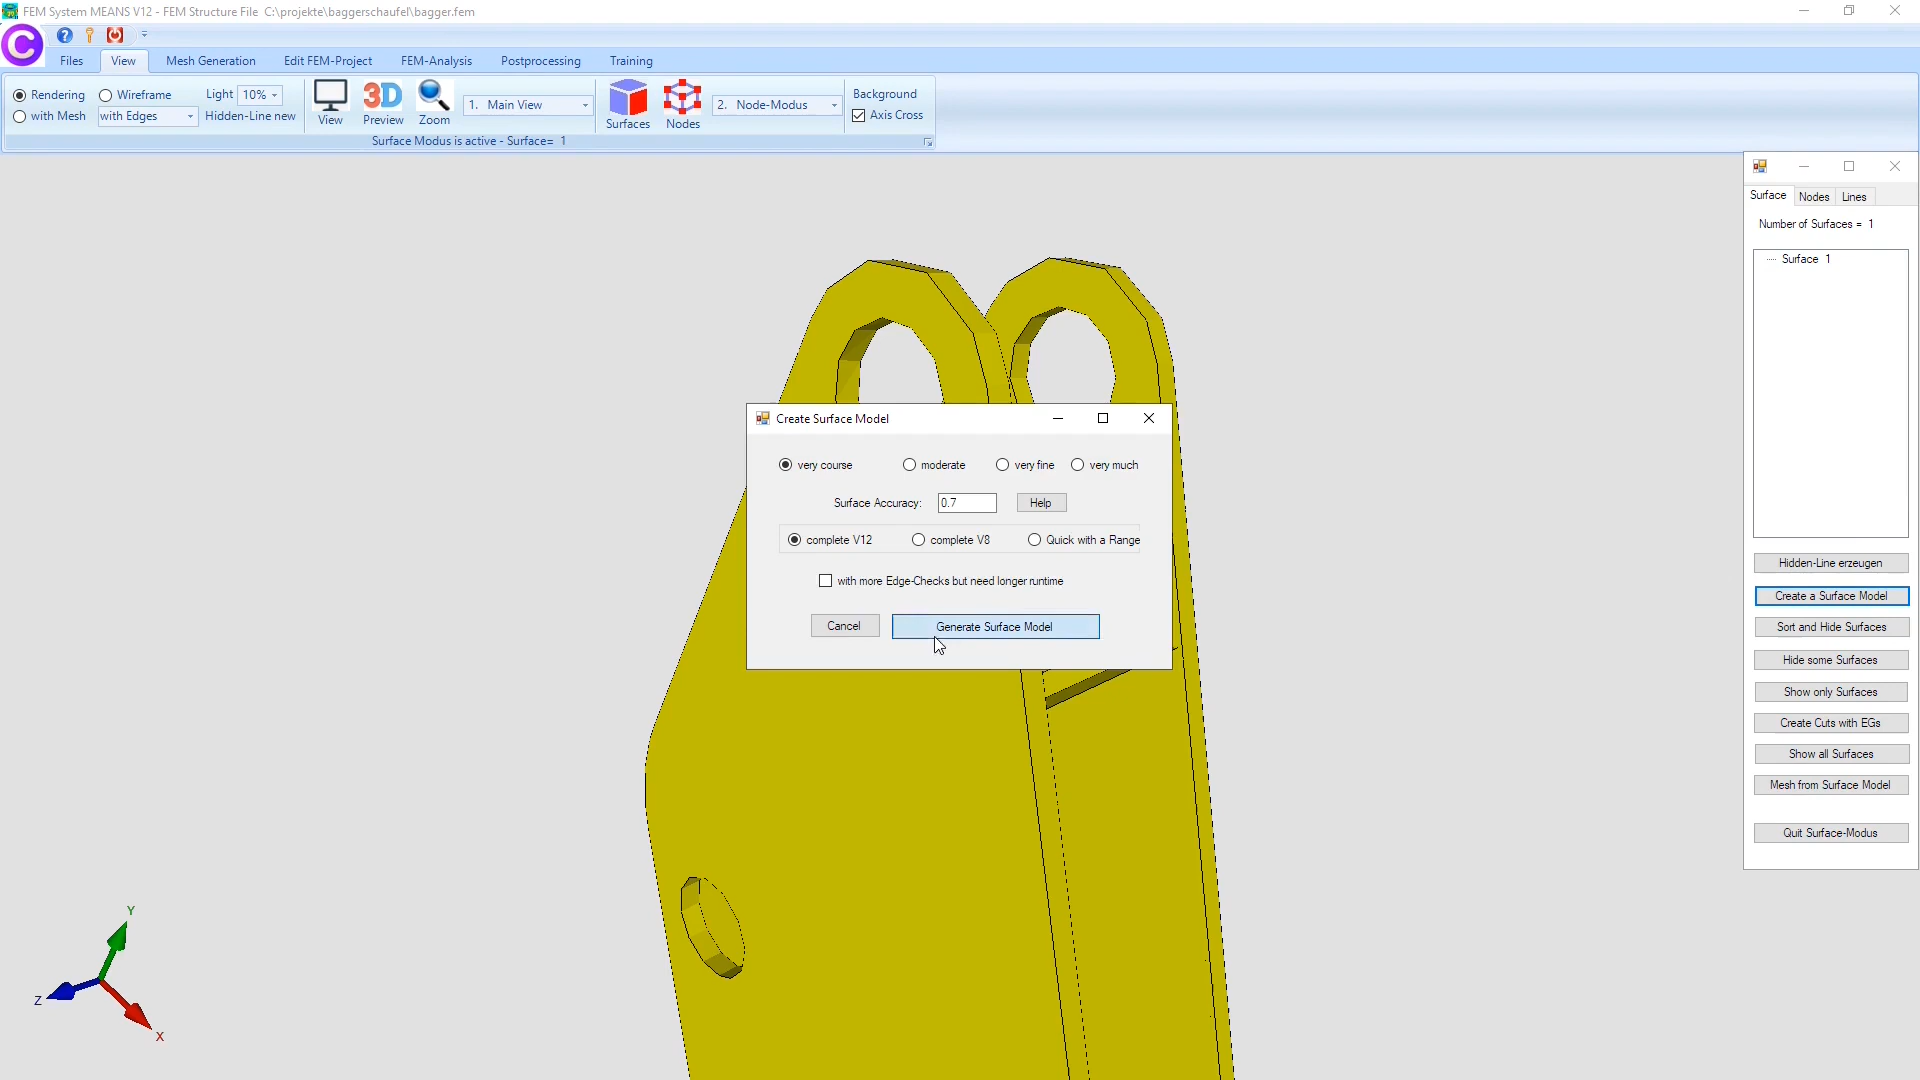 FEM System MEANS V12 - FEM Structure File  C:\projekte\baggerschaufel\bagger.fem
Files View Mesh Generation Edit FEM-Project FEM-Analysis Postprocessing Training
Rendering Wireframe Light 10%
with Mesh with Edges Hidden-Line new
View Preview Zoom 1. Main View
3D
Surfaces Nodes 2. Node-Modus
Background
Axis Cross
Surface Modus is active - Surface= 1
Surface Nodes Lines
Number of Surfaces = 1
Surface 1
Hidden-Line erzeugen
Create a Surface Model
Sort and Hide Surfaces
Hide some Surfaces
Show only Surfaces
Create Cuts with EGs
Show all Surfaces
Mesh from Surface Model
Quit Surface-Modus
Create Surface Model
very course moderate very fine very much
Surface Accuracy: 0.7 Help
complete V12 complete V8 Quick with a Range
with more Edge-Checks but need longer runtime
Cancel Generate Surface Model
Y
Z
X